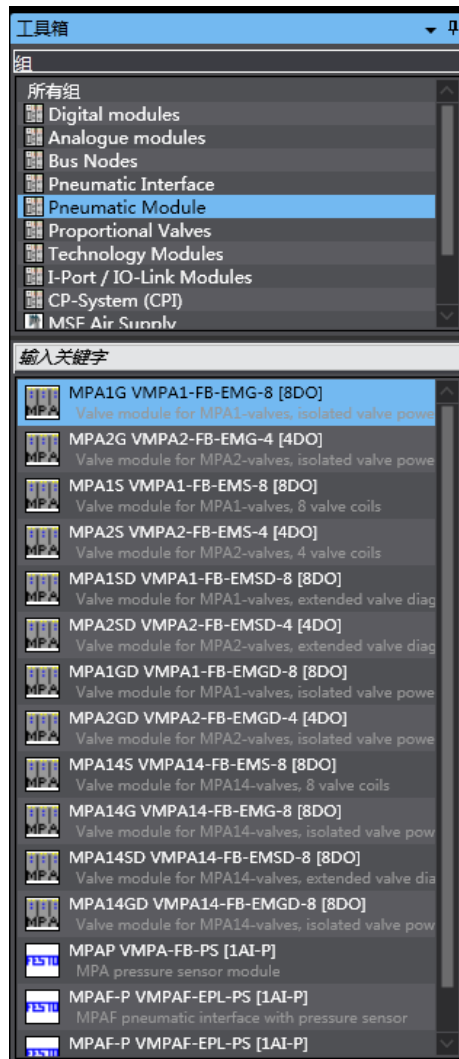 工具箱
组
所有组
Digital modules
Analogue modules
Bus Nodes
Pneumatic Interface
Pneumatic Module
Proportional Valves
Technology Modules
I-Port / IO-Link Modules
CP-System (CPI)
MSE Air Supply
输入关键字
MPA1G VMPA1-FB-EMG-8 [8DO]
Valve module for MPA1-valves, isolated valve powe
MPA2G VMPA2-FB-EMG-4 [4DO]
Valve module for MPA2-valves, isolated valve powe
MPA1S VMPA1-FB-EMS-8 [8DO]
Valve module for MPA1-valves, 8 valve coils
MPA2S VMPA2-FB-EMS-4 [4DO]
Valve module for MPA2-valves, 4 valve coils
MPA1SD VMPA1-FB-EMSD-8 [8DO]
Valve module for MPA1-valves, extended valve diag
MPA2SD VMPA2-FB-EMSD-4 [4DO]
Valve module for MPA2-valves, extended valve diag
MPA1GD VMPA1-FB-EMGD-8 [8DO]
Valve module for MPA1-valves, isolated valve powe
MPA2GD VMPA2-FB-EMGD-4 [4DO]
Valve module for MPA2-valves, isolated valve powe
MPA14S VMPA14-FB-EMS-8 [8DO]
Valve module for MPA14-valves, 8 valve coils
MPA14G VMPA14-FB-EMG-8 [8DO]
Valve module for MPA14-valves, isolated valve pow
MPA14SD VMPA14-FB-EMSD-8 [8DO]
Valve module for MPA14-valves, extended valve dia
MPA14GD VMPA14-FB-EMGD-8 [8DO]
Valve module for MPA14-valves, isolated valve pow
MPAP VMPA-FB-PS [1AI-P]
MPA pressure sensor module
MPAF-P VMPAF-EPL-PS [1AI-P]
MPAF pneumatic interface with pressure sensor
MPAF-P VMPAF-EPL-PS [1AI-P]